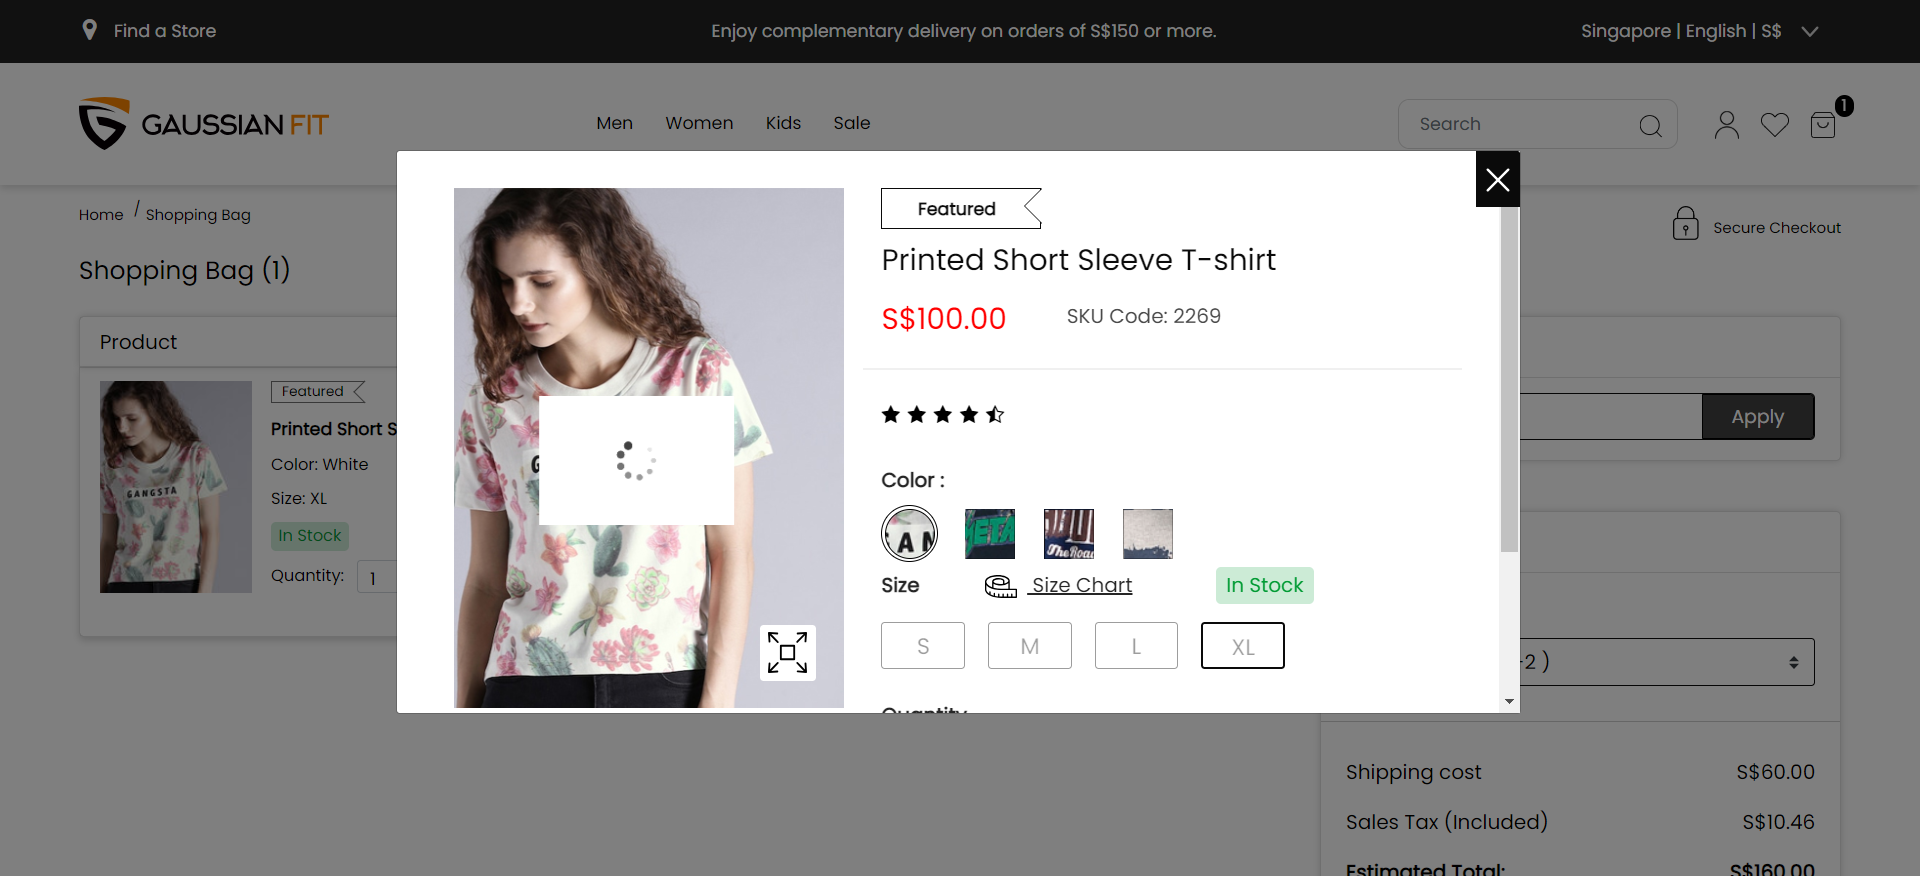 Find a Store
Enjoy complementary delivery on orders of S$150 or more.
Singapore | English | S$
GAUSSIAN FIT
Men
Women
Kids
Sale
Search
1
Home / Shopping Bag
Secure Checkout
Shopping Bag (1)
Product
Featured
Printed Short S
Color: White
Size: XL
In Stock
Quantity: 1
GANGSTA
Featured
Printed Short Sleeve T-shirt
S$100.00
SKU Code: 2269
Color :
Size
Size Chart
In Stock
S
M
L
XL
Quantity
Apply
-2 )
Shipping cost
S$60.00
Sales Tax (Included)
S$10.46
Estimated Total:
S$160.00